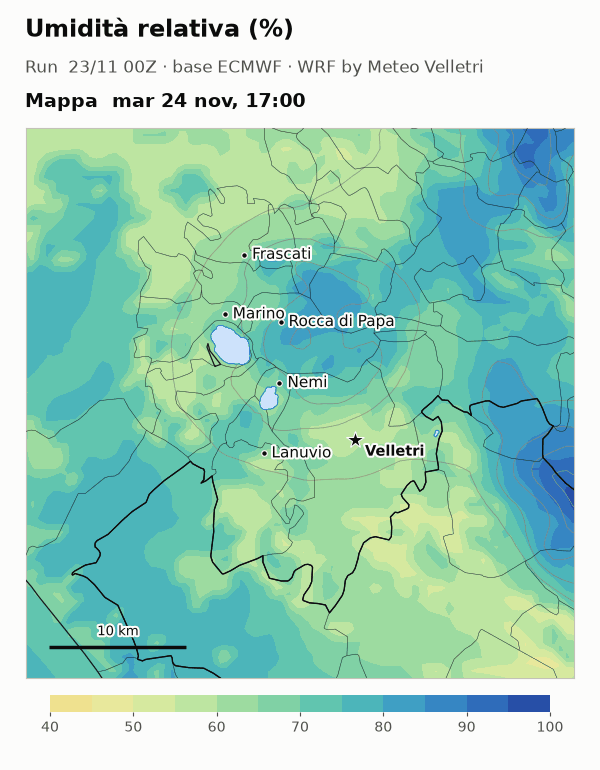 Umidità relativa (%)
Run  23/11 00Z · base ECMWF · WRF by Meteo Velletri
Mappa  mar 24 nov, 17:00
Frascati
Marino
Rocca di Papa
Nemi
Velletri
Lanuvio
10 km
40 50 60 70 80 90 100